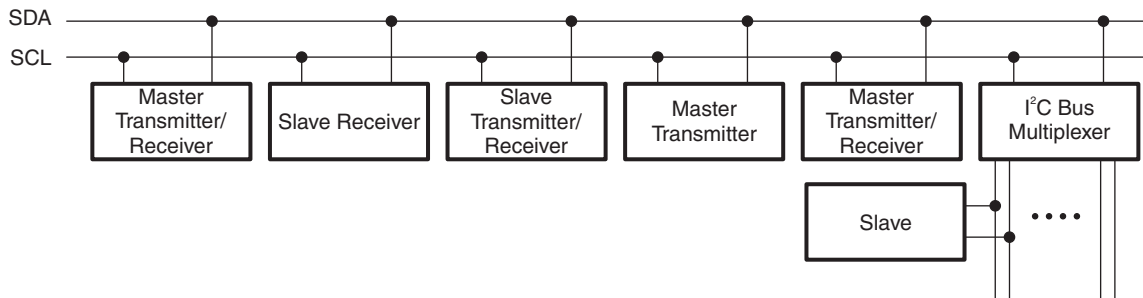 SDA
SCL
Master
Transmitter/
Receiver
Slave Receiver
Slave
Transmitter/
Receiver
Master
Transmitter
Master
Transmitter/
Receiver
I²C Bus
Multiplexer
Slave